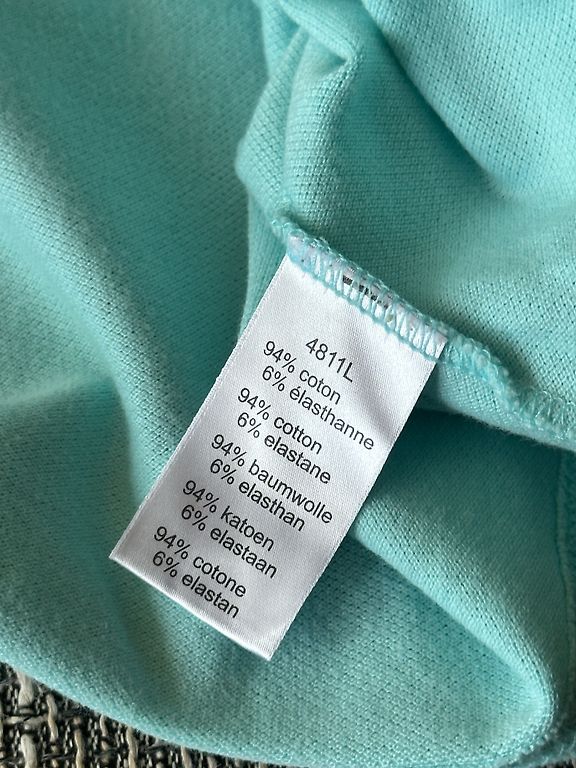 4811L
94% coton
6% élasthanne
94% cotton
6% elastane
94% baumwolle
6% elasthan
94% katoen
6% elastaan
94% cotone
6% elastan